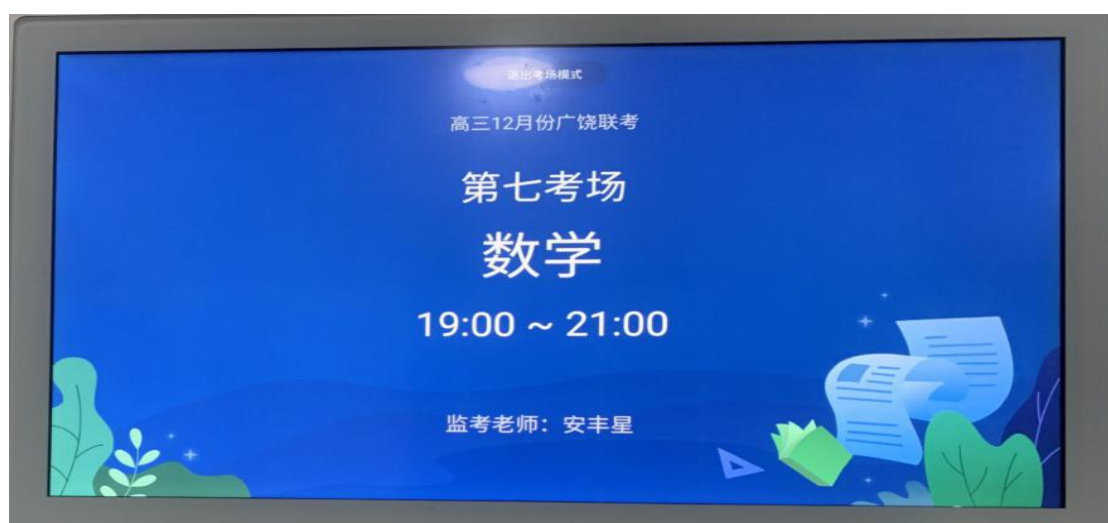 退出考场模式
高三12月份广饶联考
第七考场
数学
19:00 ~ 21:00
监考老师：安丰星